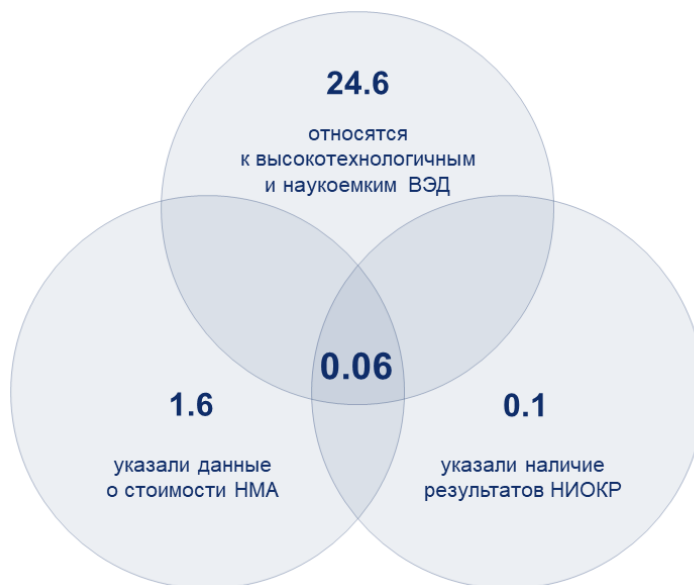 24.6
относятся
к высокотехнологичным
и наукоемким ВЭД
0.06
1.6
указали данные
о стоимости НМА
0.1
указали наличие
результатов НИОКР